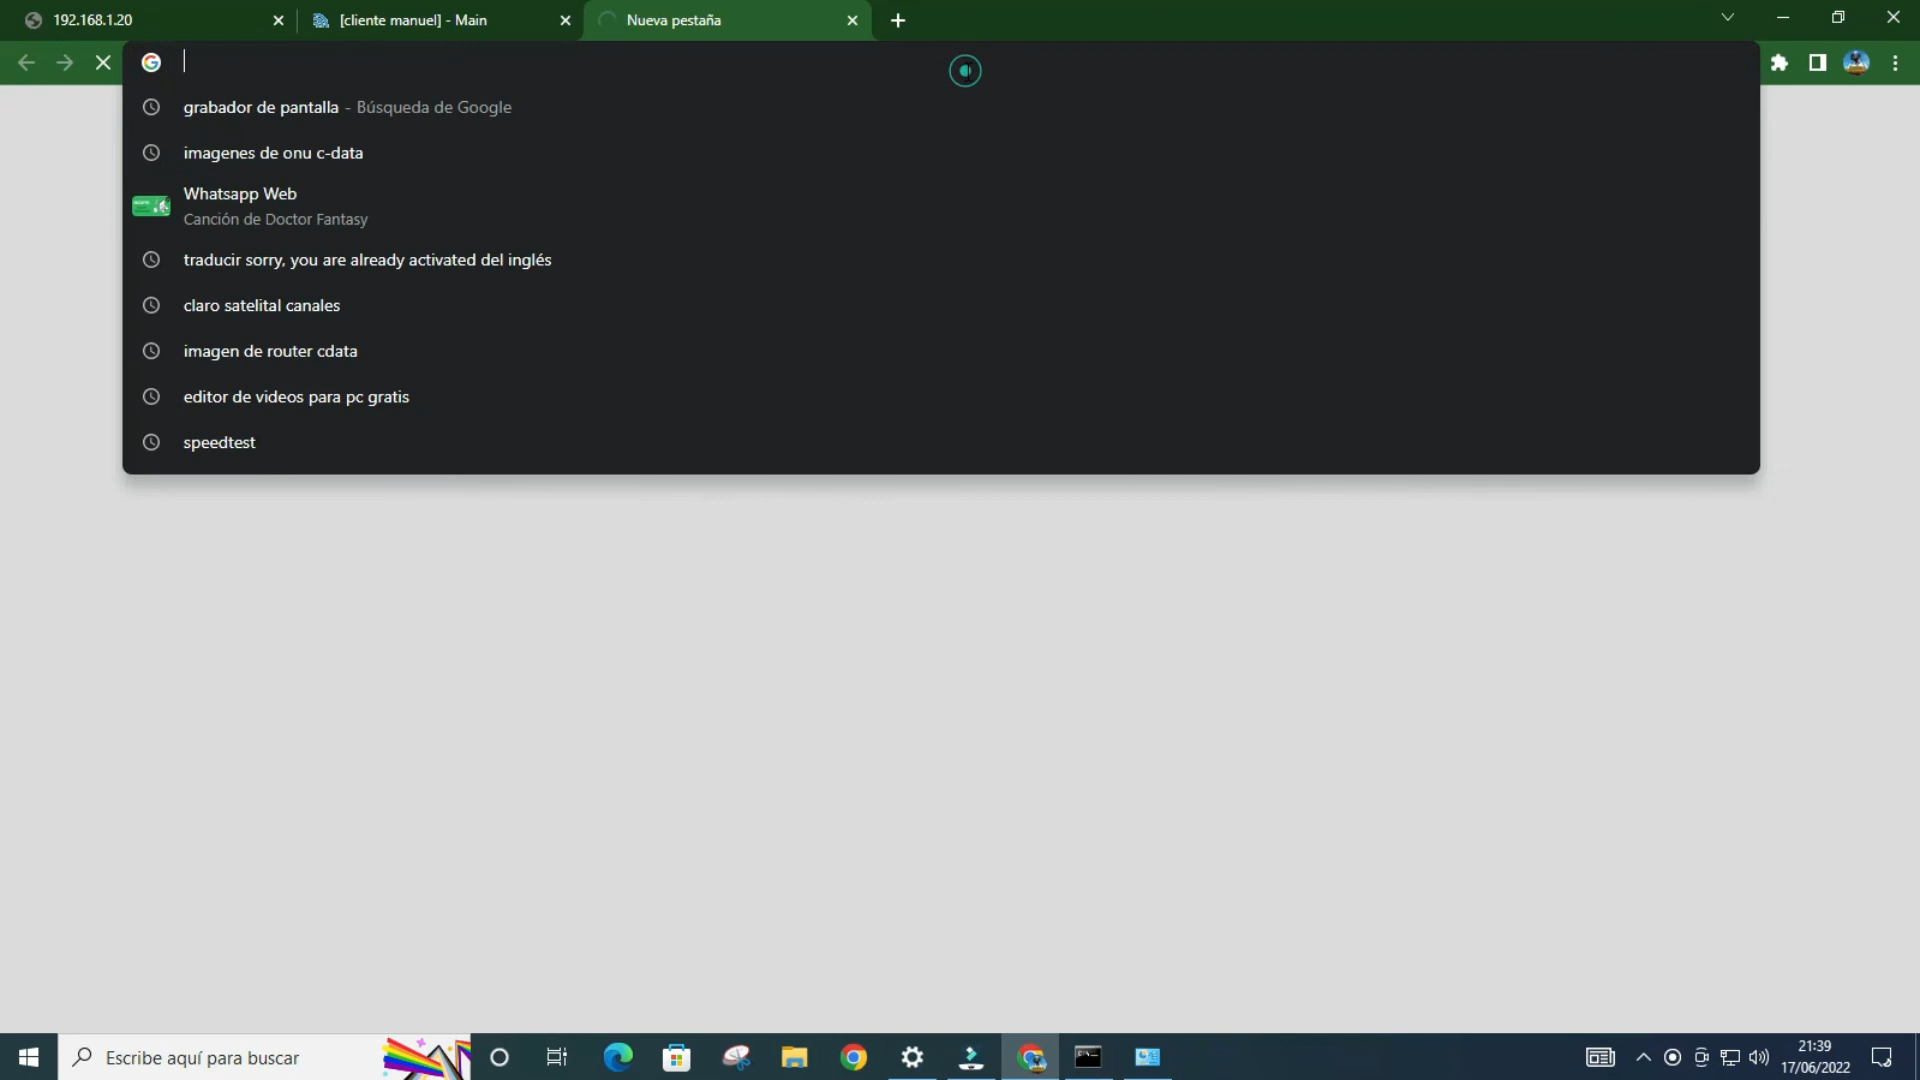 192.168.1.20
[cliente manuel] - Main
Nueva pestaña
grabador de pantalla - Búsqueda de Google
imagenes de onu c-data
Whatsapp Web
Canción de Doctor Fantasy
traducir sorry, you are already activated del inglés
claro satelital canales
imagen de router cdata
editor de videos para pc gratis
speedtest
Escribe aquí para buscar
21:39
17/06/2022